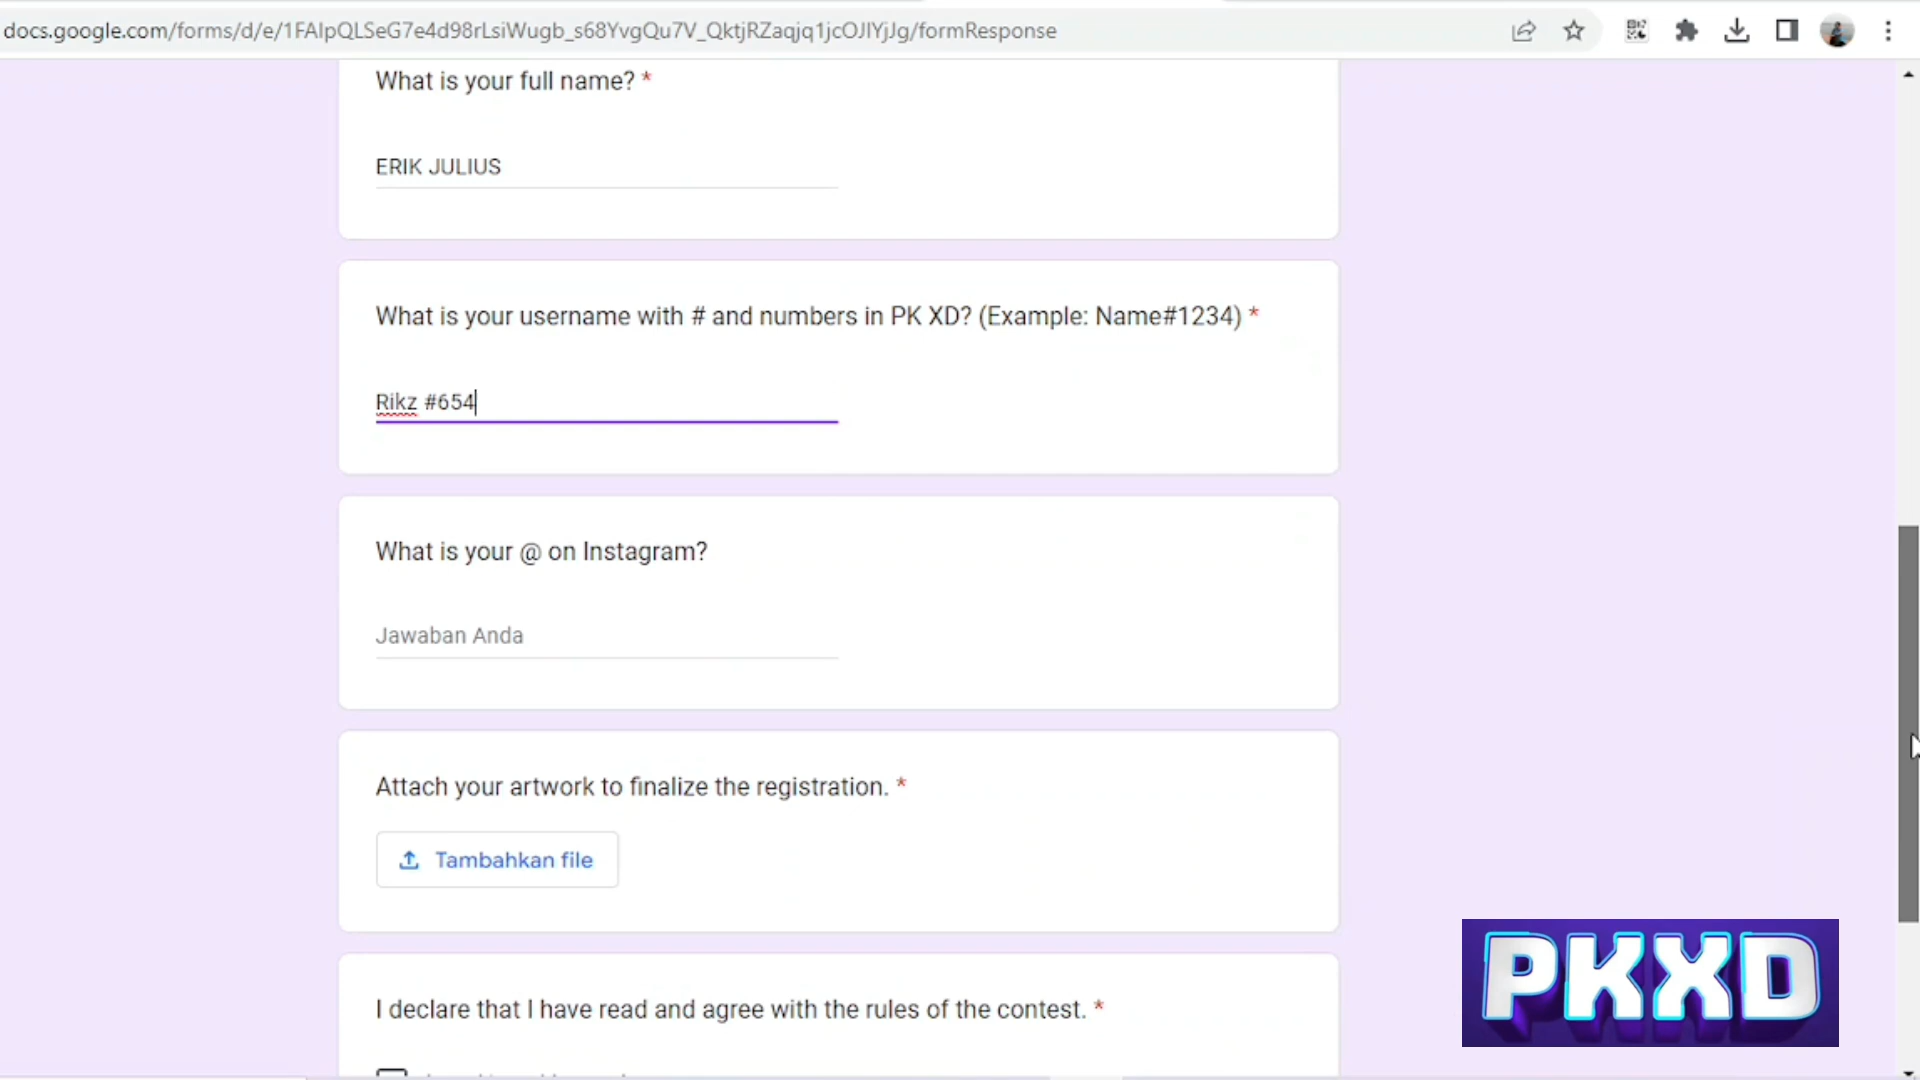 docs.google.com/forms/d/e/1FAIpQLSeG7e4d98rLsiWugb_s68YvgQu7V_QktjRZaqjq1jcOJlYjJg/formResponse
What is your full name? *
ERIK JULIUS
What is your username with # and numbers in PK XD? (Example: Name#1234) *
Rikz #654
What is your @ on Instagram?
Jawaban Anda
Attach your artwork to finalize the registration. *
Tambahkan file
I declare that I have read and agree with the rules of the contest. *
PKXD